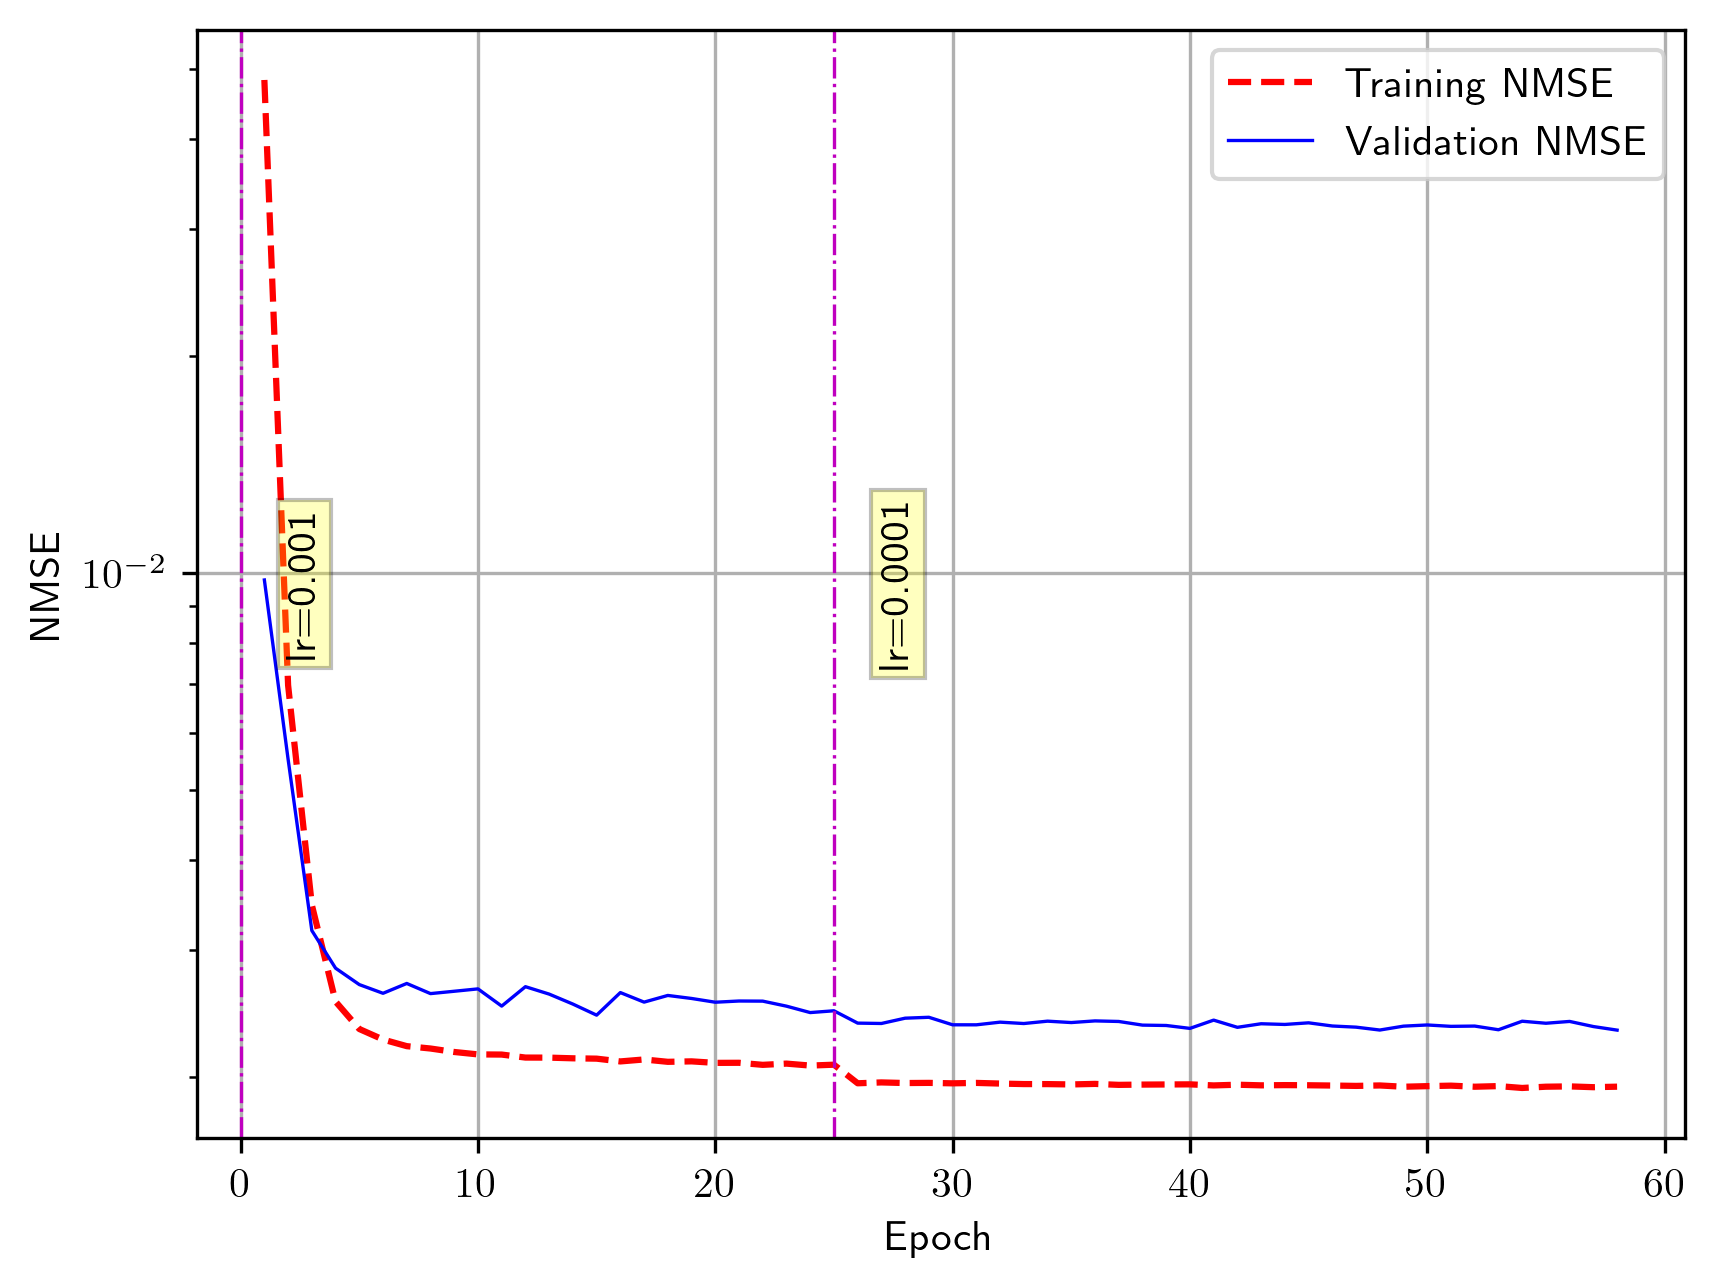 Training NMSE
Validation NMSE
lr=0.001
lr=0.0001
NMSE
10⁻²
0 10 20 30 40 50 60
Epoch